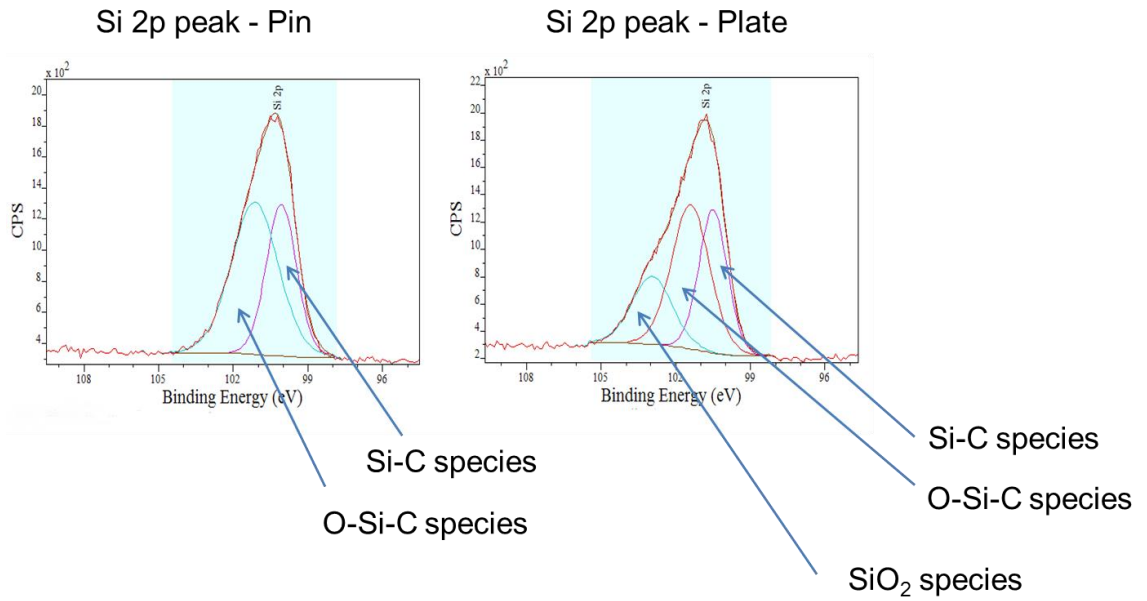 Si 2p peak - Pin
Si 2p peak - Plate
x 10²
20
18
16
14
12
10
8
6
4
CPS
Si 2p
108
105
102
99
96
Binding Energy (eV)
x 10²
22
20
18
16
14
12
10
8
6
4
2
CPS
Si 2p
108
105
102
99
96
Binding Energy (eV)
Si-C species
O-Si-C species
Si-C species
O-Si-C species
SiO₂ species